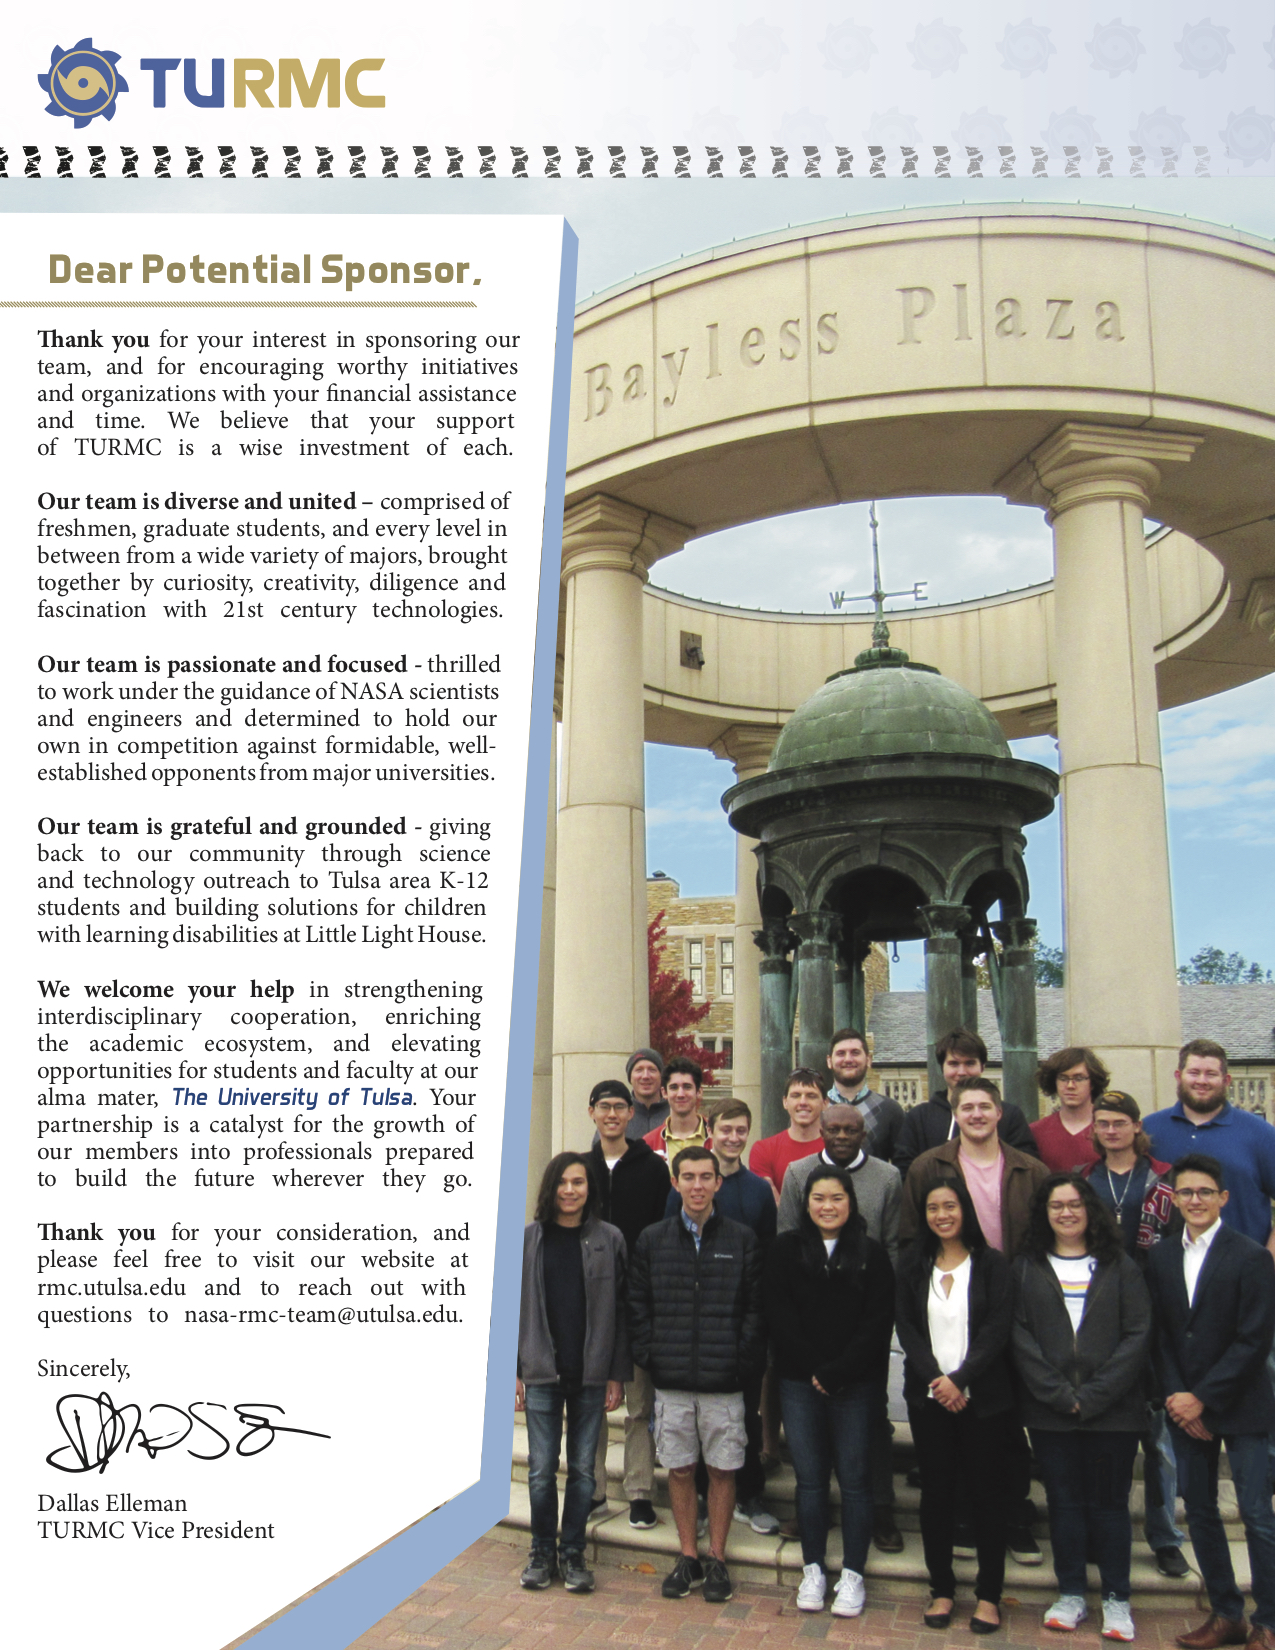 TURMC
Dear Potential Sponsor,
Thank you for your interest in sponsoring our
team, and for encouraging worthy initiatives
and organizations with your financial assistance
and time. We believe that your support
of TURMC is a wise investment of each.
Our team is diverse and united – comprised of
freshmen, graduate students, and every level in
between from a wide variety of majors, brought
together by curiosity, creativity, diligence and
fascination with 21st century technologies.
Our team is passionate and focused - thrilled
to work under the guidance of NASA scientists
and engineers and determined to hold our
own in competition against formidable, well-
established opponents from major universities.
Our team is grateful and grounded - giving
back to our community through science
and technology outreach to Tulsa area K-12
students and building solutions for children
with learning disabilities at Little Light House.
We welcome your help in strengthening
interdisciplinary cooperation, enriching
the academic ecosystem, and elevating
opportunities for students and faculty at our
alma mater, The University of Tulsa. Your
partnership is a catalyst for the growth of
our members into professionals prepared
to build the future wherever they go.
Thank you for your consideration, and
please feel free to visit our website at
rmc.utulsa.edu and to reach out with
questions to nasa-rmc-team@utulsa.edu.
Sincerely,
Dallas Elleman
TURMC Vice President
Bayless Plaza
W E